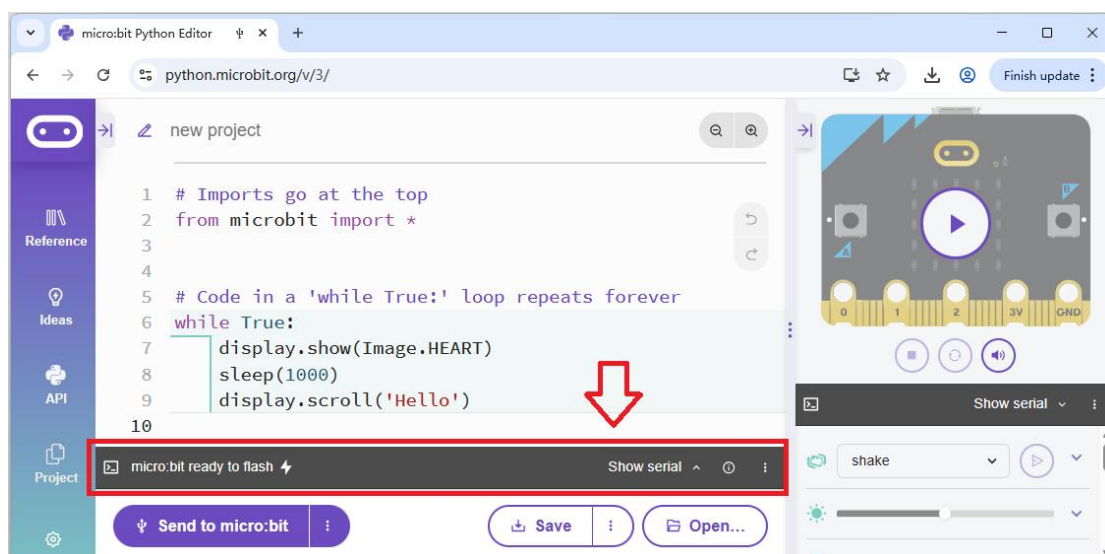 micro:bit Python Editor
python.microbit.org/v/3/
Finish update
new project
1 # Imports go at the top
2 from microbit import *
3
4
5 # Code in a 'while True:' loop repeats forever
6 while True:
7 display.show(Image.HEART)
8 sleep(1000)
9 display.scroll('Hello')
10
Reference
Ideas
API
Project
micro:bit ready to flash
Show serial
Send to micro:bit
Save
Open...
B
A
0 1 2 3V GND
Show serial
shake